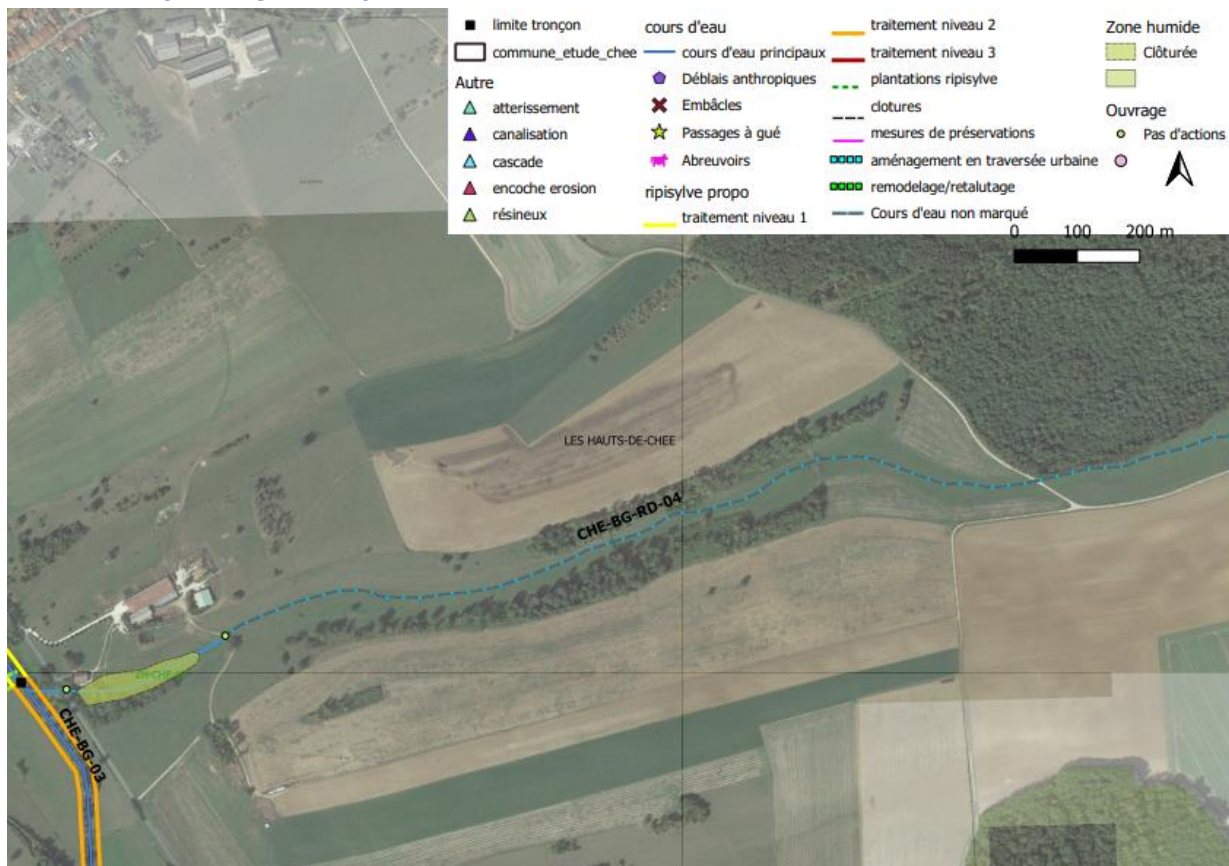 limite tronçon
commune_etude_chee
Autre
atterissement
canalisation
cascade
encoche erosion
résineux
cours d'eau
cours d'eau principaux
Déblais anthropiques
Embâcles
Passages à gué
Abreuvoirs
ripisylve propo
traitement niveau 1
traitement niveau 2
traitement niveau 3
plantations ripisylve
clotures
mesures de préservations
aménagement en traversée urbaine
remodelage/retalutage
Cours d'eau non marqué
Zone humide
Clôturée
Ouvrage
Pas d'actions
0 100 200 m
LES HAUTS-DE-CHEE
CHE-BG-RD-04
CHE-BG-03